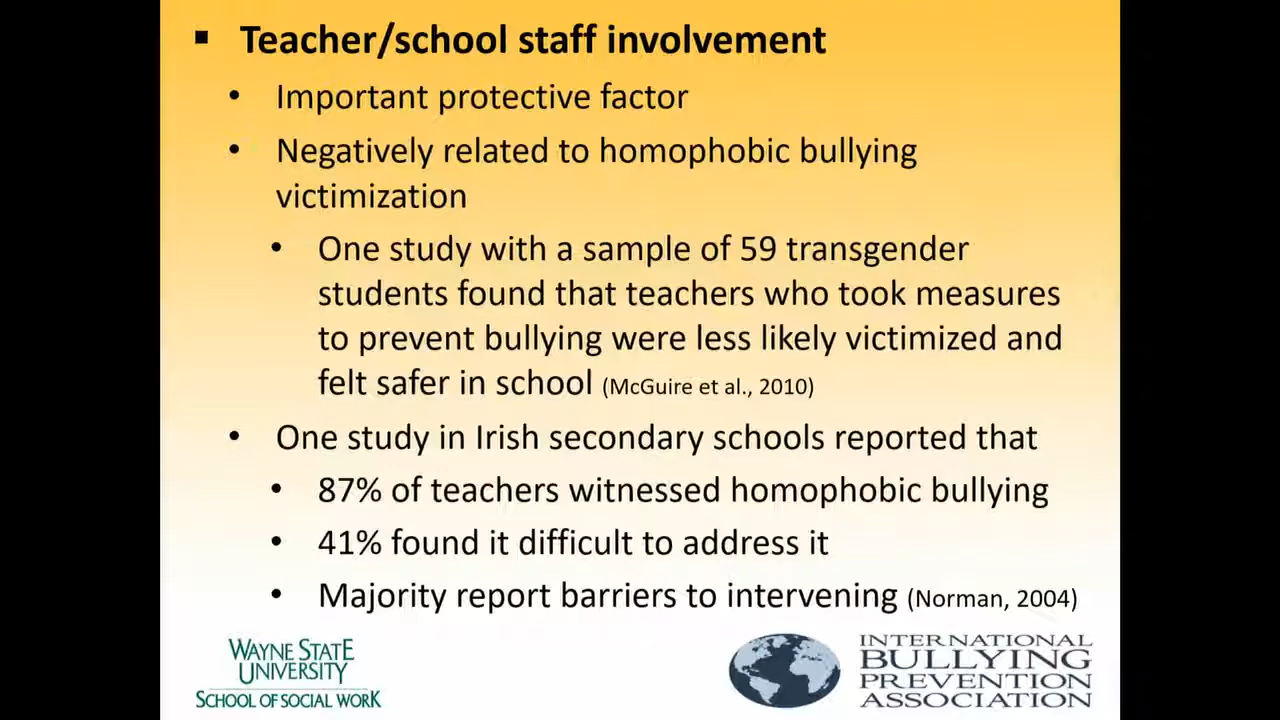 ▪ Teacher/school staff involvement
• Important protective factor
• Negatively related to homophobic bullying
victimization
• One study with a sample of 59 transgender
students found that teachers who took measures
to prevent bullying were less likely victimized and
felt safer in school (McGuire et al., 2010)
• One study in Irish secondary schools reported that
• 87% of teachers witnessed homophobic bullying
• 41% found it difficult to address it
• Majority report barriers to intervening (Norman, 2004)
WAYNE STATE
UNIVERSITY
SCHOOL OF SOCIAL WORK
INTERNATIONAL
BULLYING
PREVENTION
ASSOCIATION